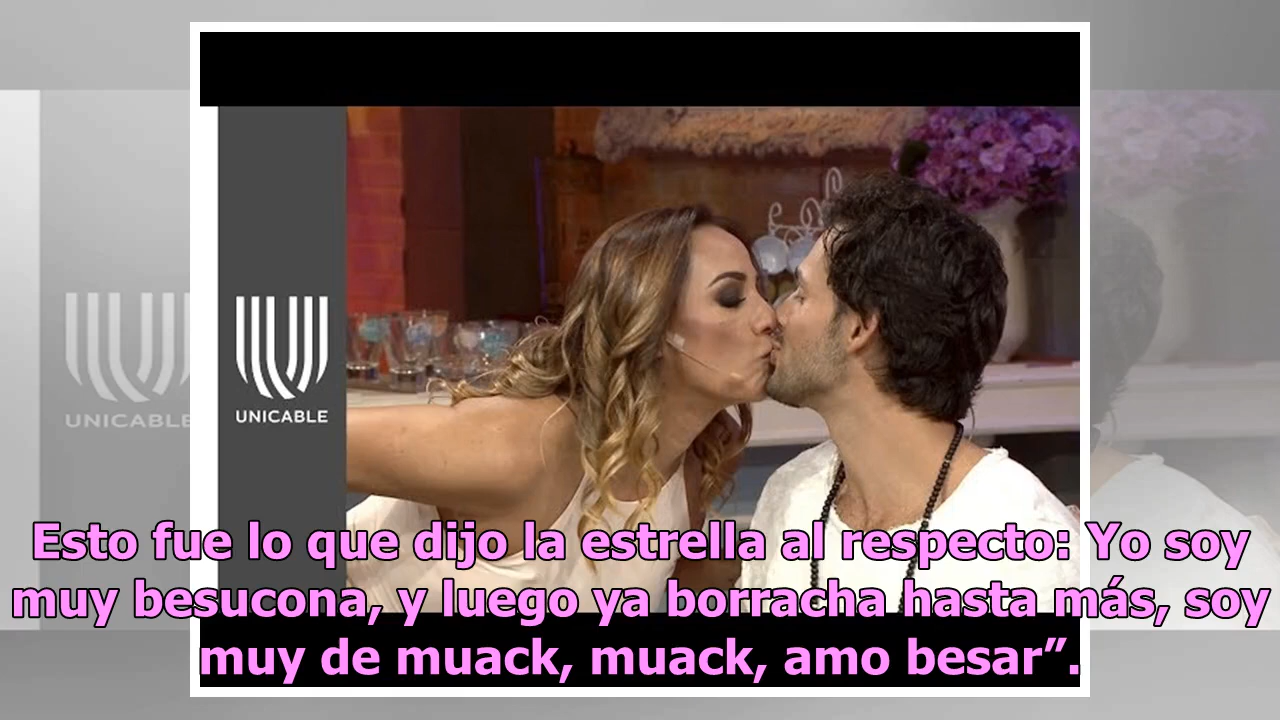 UNICABLE
UNICABLE
Esto fue lo que dijo la estrella al respecto: Yo soy
muy besucona, y luego ya borracha hasta más, soy
muy de muack, muack, amo besar”.